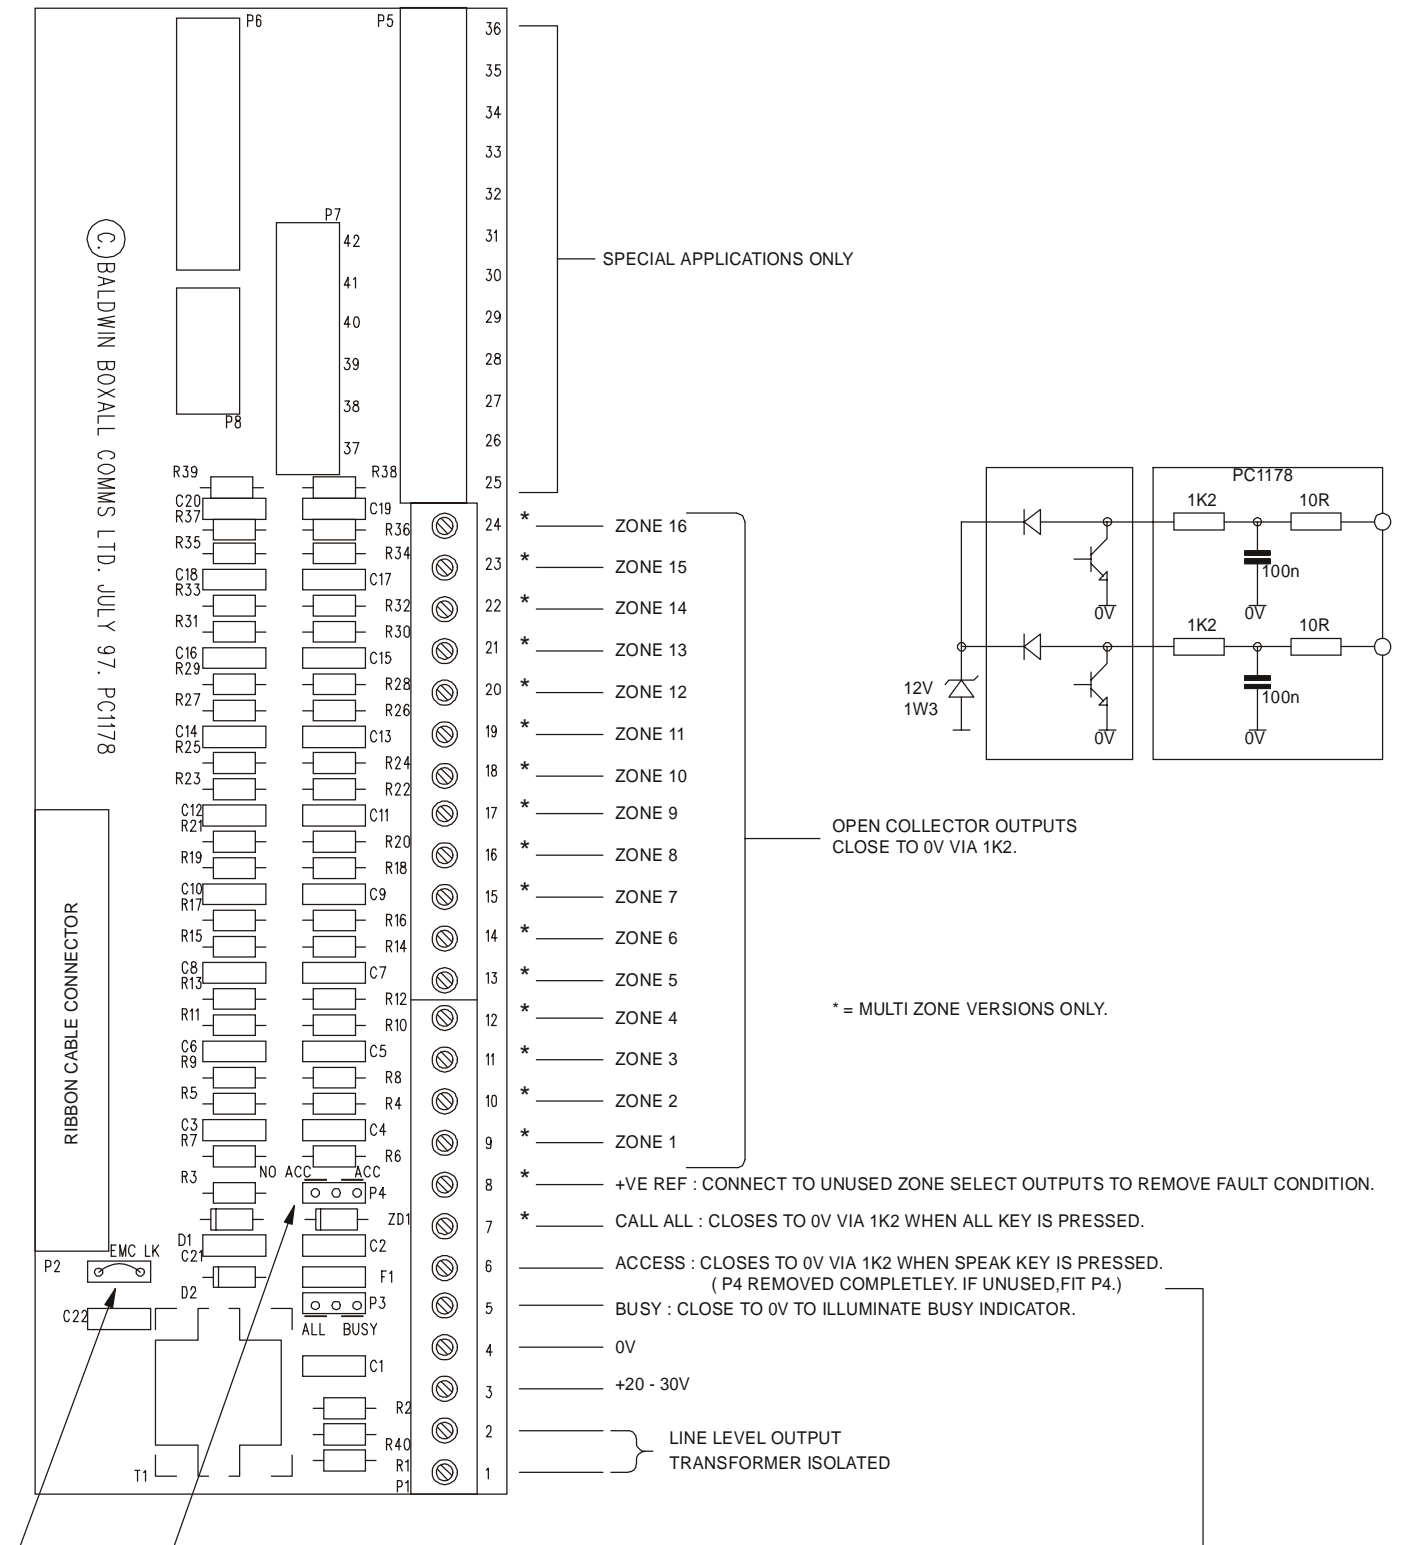 P6
P5
36
35
34
33
32
31
30
29
28
27
26
25
SPECIAL APPLICATIONS ONLY
P7
42
41
40
39
38
37
P8
C. BALDWIN BOXALL COMMS LTD. JULY 97. PC1178
R39
R38
C20
C19
R37
R36
R35
R34
C18
C17
R33
R32
R31
R30
C16
C15
R29
R28
R27
R26
C14
C13
R25
R24
R23
R22
C12
C11
R21
R20
R19
R18
C10
C9
R17
R16
R15
R14
C8
C7
R13
R12
R11
R10
C6
C5
R9
R8
R5
R4
C3
C4
R7
R6
NO ACC ACC
R3
P4
ZD1
D1
C21
C2
P2
EMC LK
F1
D2
P3
C22
ALL BUSY
C1
R2
R40
R1
T1
P1
RIBBON CABLE CONNECTOR
24 * ZONE 16
23 * ZONE 15
22 * ZONE 14
21 * ZONE 13
20 * ZONE 12
19 * ZONE 11
18 * ZONE 10
17 * ZONE 9
16 * ZONE 8
15 * ZONE 7
14 * ZONE 6
13 * ZONE 5
12 * ZONE 4
11 * ZONE 3
10 * ZONE 2
9 * ZONE 1
8 * +VE REF : CONNECT TO UNUSED ZONE SELECT OUTPUTS TO REMOVE FAULT CONDITION.
7 * CALL ALL : CLOSES TO 0V VIA 1K2 WHEN ALL KEY IS PRESSED.
6 ACCESS : CLOSES TO 0V VIA 1K2 WHEN SPEAK KEY IS PRESSED.
( P4 REMOVED COMPLETLEY. IF UNUSED,FIT P4.)
5 BUSY : CLOSE TO 0V TO ILLUMINATE BUSY INDICATOR.
4 0V
3 +20 - 30V
2
1
LINE LEVEL OUTPUT
TRANSFORMER ISOLATED
OPEN COLLECTOR OUTPUTS
CLOSE TO 0V VIA 1K2.
* = MULTI ZONE VERSIONS ONLY.
PC1178
1K2 10R
100n
0V 0V
1K2 10R
12V
1W3
100n
0V 0V